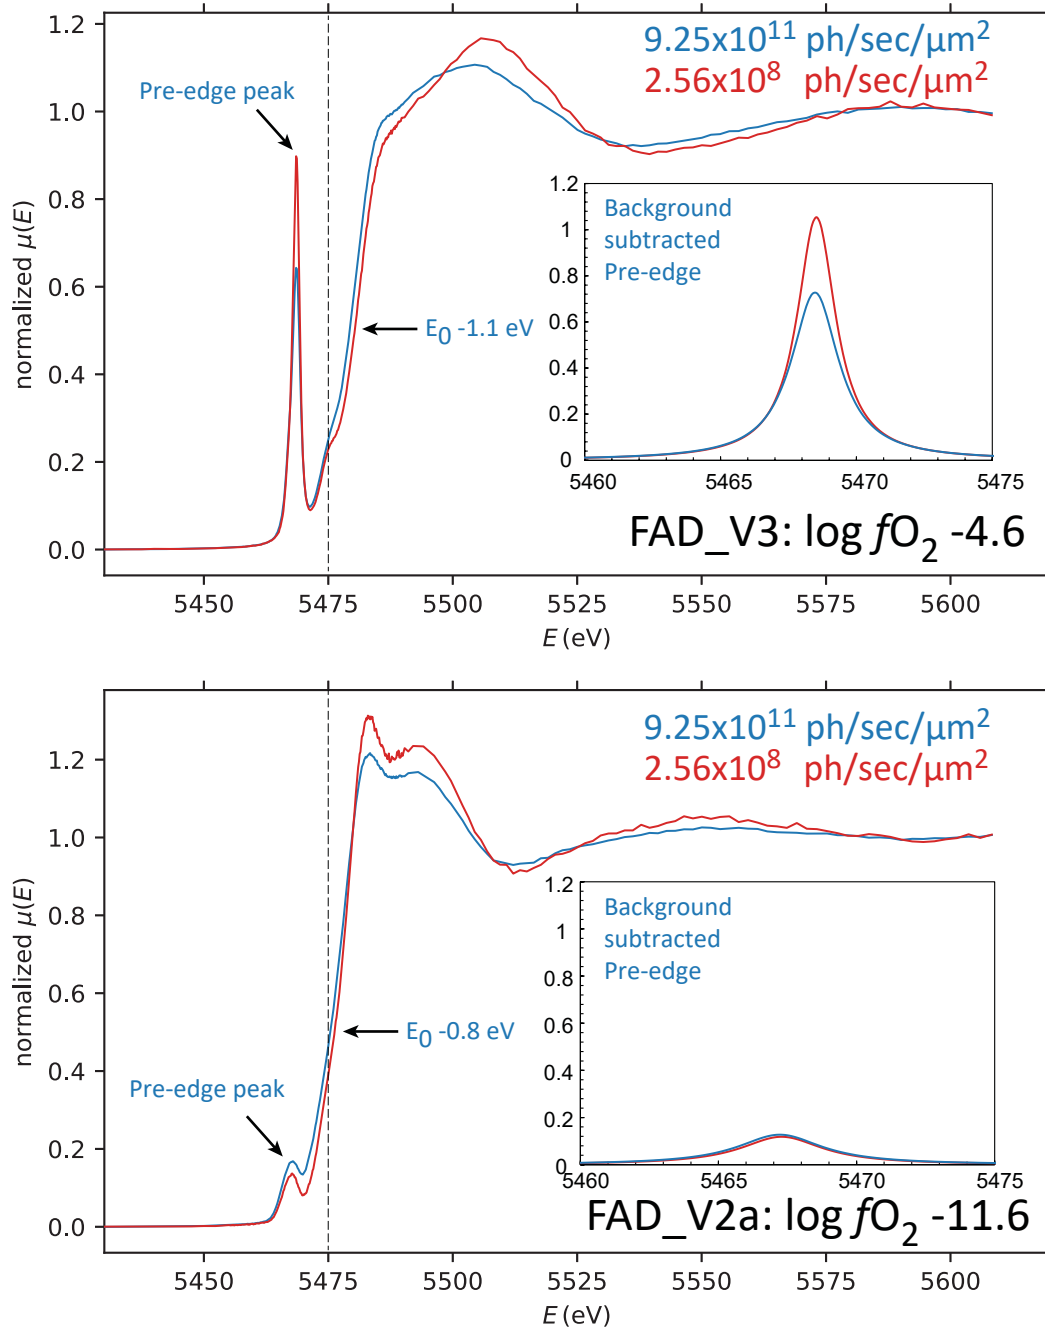 9.25x10¹¹ ph/sec/µm²
2.56x10⁸ ph/sec/µm²
Pre-edge peak
E₀ -1.1 eV
normalized μ(E)
1.2
1.0
0.8
0.6
0.4
0.2
0.0
Background
subtracted
Pre-edge
1.2
1
0.8
0.6
0.4
0.2
0
5460 5465 5470 5475
FAD_V3: log fO₂ -4.6
5450 5475 5500 5525 5550 5575 5600
E (eV)
9.25x10¹¹ ph/sec/µm²
2.56x10⁸ ph/sec/µm²
normalized μ(E)
1.2
1.0
0.8
0.6
0.4
0.2
0.0
E₀ -0.8 eV
Pre-edge peak
Background
subtracted
Pre-edge
1.2
1
0.8
0.6
0.4
0.2
0
5460 5465 5470 5475
FAD_V2a: log fO₂ -11.6
5450 5475 5500 5525 5550 5575 5600
E (eV)